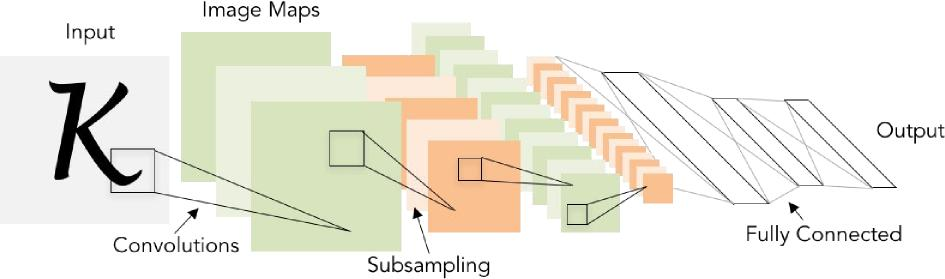 Image Maps
Input
K
Output
Convolutions
Subsampling
Fully Connected